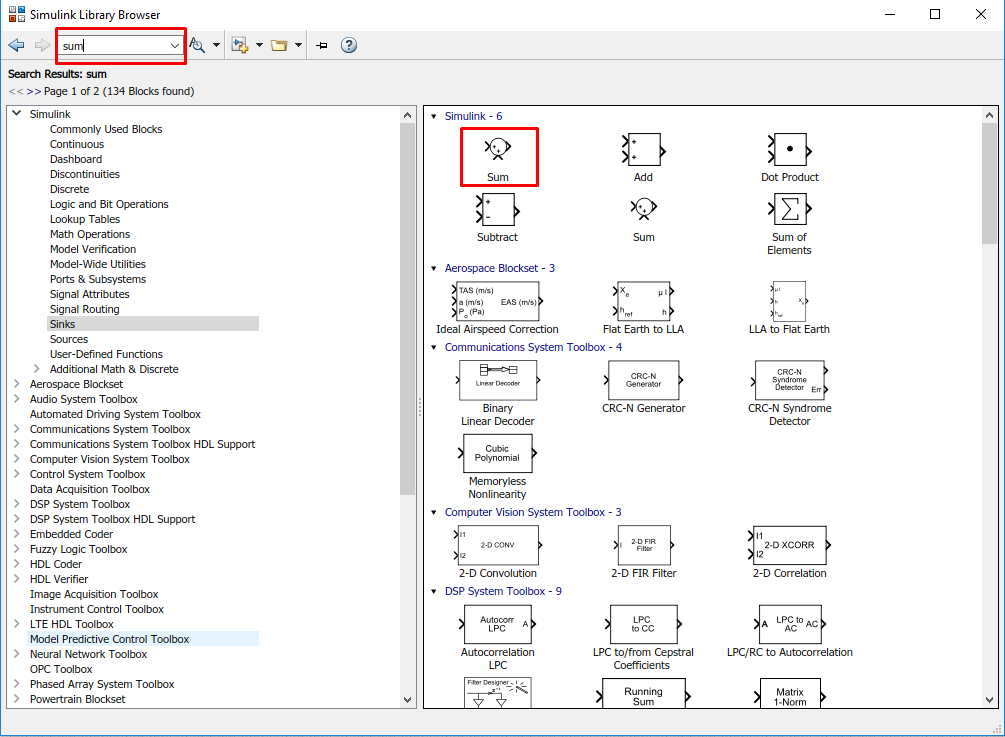 Simulink Library Browser
sum
Search Results: sum
<< >> Page 1 of 2 (134 Blocks found)
Simulink
Commonly Used Blocks
Continuous
Dashboard
Discontinuities
Discrete
Logic and Bit Operations
Lookup Tables
Math Operations
Model Verification
Model-Wide Utilities
Ports & Subsystems
Signal Attributes
Signal Routing
Sinks
Sources
User-Defined Functions
Additional Math & Discrete
Aerospace Blockset
Audio System Toolbox
Automated Driving System Toolbox
Communications System Toolbox
Communications System Toolbox HDL Support
Computer Vision System Toolbox
Control System Toolbox
Data Acquisition Toolbox
DSP System Toolbox
DSP System Toolbox HDL Support
Embedded Coder
Fuzzy Logic Toolbox
HDL Coder
HDL Verifier
Image Acquisition Toolbox
Instrument Control Toolbox
LTE HDL Toolbox
Model Predictive Control Toolbox
Neural Network Toolbox
OPC Toolbox
Phased Array System Toolbox
Powertrain Blockset
Simulink - 6
Sum
Add
Dot Product
Subtract
Sum
Sum of
Elements
Aerospace Blockset - 3
TAS (m/s)
a (m/s)
P0 (Pa)
EAS (m/s)
Ideal Airspeed Correction
Xe
href
μ l
h
Flat Earth to LLA
μ l
h
href
Xe
LLA to Flat Earth
Communications System Toolbox - 4
Linear Decoder
Binary
Linear Decoder
CRC-N
Generator
CRC-N Generator
CRC-N
Syndrome
Detector
Err
CRC-N Syndrome
Detector
Cubic
Polynomial
Memoryless
Nonlinearity
Computer Vision System Toolbox - 3
I1
I2
2-D CONV
2-D Convolution
I
2-D FIR
Filter
2-D FIR Filter
I1
I2
2-D XCORR
2-D Correlation
DSP System Toolbox - 9
Autocorr
LPC
A
Autocorrelation
LPC
LPC
to CC
LPC to/from Cepstral
Coefficients
A
LPC to
AC
AC
LPC/RC to Autocorrelation
Filter Designer
Running
Sum
Matrix
1-Norm